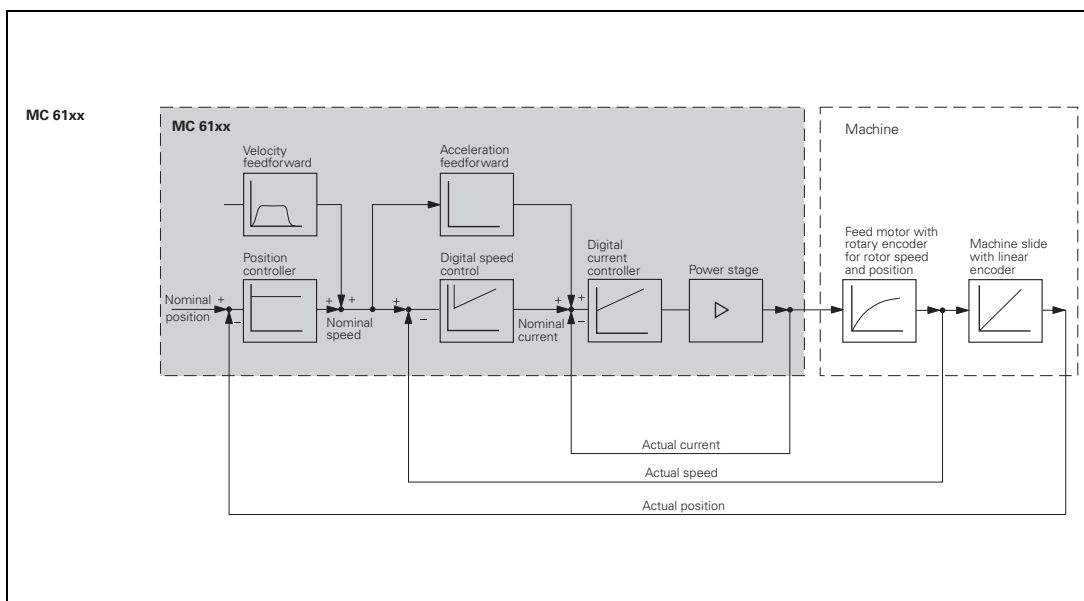 MC 61xx
MC 61xx
Machine
Velocity
feedforward
Acceleration
feedforward
Position
controller
Digital speed
control
Digital
current
controller
Power stage
Feed motor with
rotary encoder
for rotor speed
and position
Machine slide
with linear
encoder
Nominal
position
+
–
+
+
Nominal
speed
+
–
+
+
–
Nominal
current
Actual current
Actual speed
Actual position